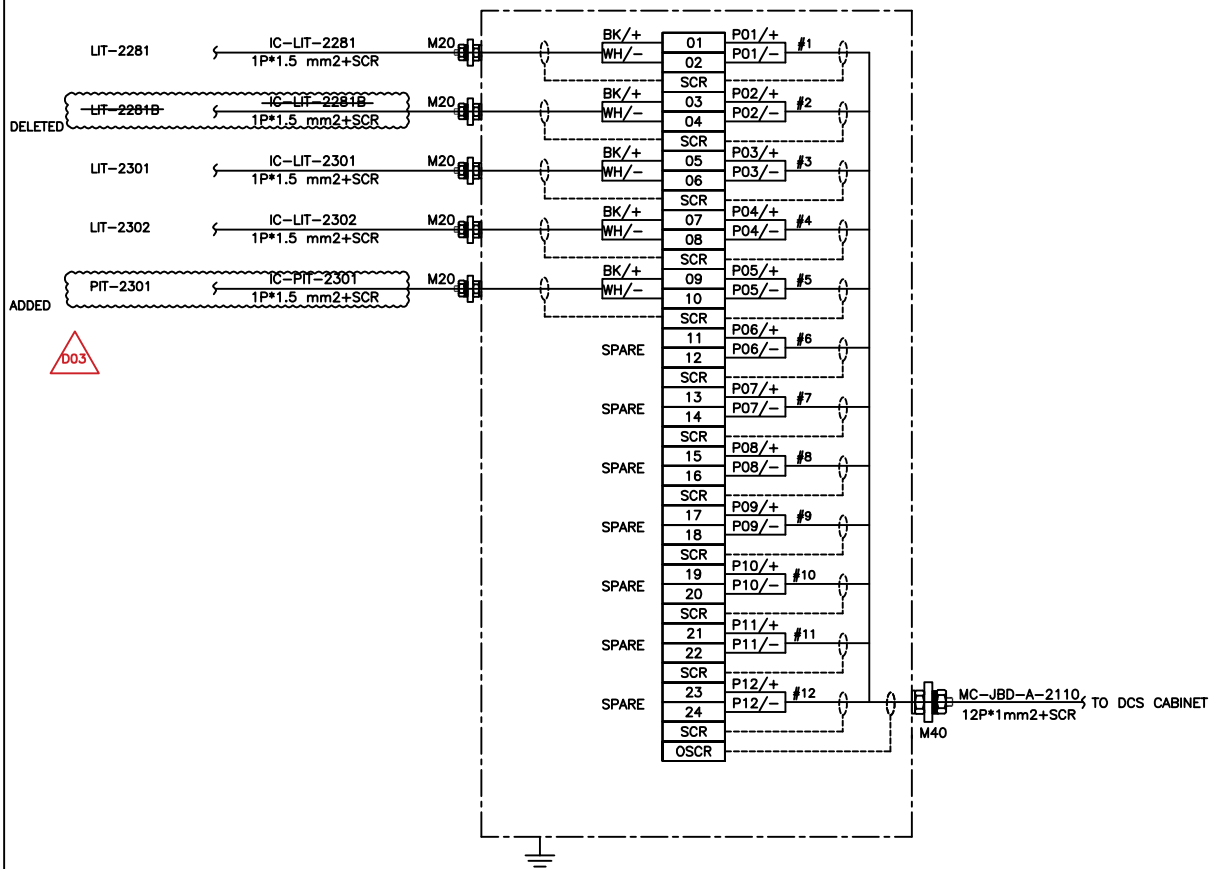 LIT-2281 IC-LIT-2281 M20 BK/+ 01 P01/+ #1
1P*1.5 mm2+SCR WH/- 02 P01/-
SCR
DELETED LIT-2281B IC-LIT-2281B M20 BK/+ 03 P02/+ #2
1P*1.5 mm2+SCR WH/- 04 P02/-
SCR
LIT-2301 IC-LIT-2301 M20 BK/+ 05 P03/+ #3
1P*1.5 mm2+SCR WH/- 06 P03/-
SCR
LIT-2302 IC-LIT-2302 M20 BK/+ 07 P04/+ #4
1P*1.5 mm2+SCR WH/- 08 P04/-
SCR
ADDED PIT-2301 IC-PIT-2301 M20 BK/+ 09 P05/+ #5
1P*1.5 mm2+SCR WH/- 10 P05/-
SCR
D03
SPARE 11 P06/+ #6
12 P06/-
SCR
SPARE 13 P07/+ #7
14 P07/-
SCR
SPARE 15 P08/+ #8
16 P08/-
SCR
SPARE 17 P09/+ #9
18 P09/-
SCR
SPARE 19 P10/+ #10
20 P10/-
SCR
SPARE 21 P11/+ #11
22 P11/-
SCR
SPARE 23 P12/+ #12
24 P12/-
SCR
OSCR
MC-JBD-A-2110 TO DCS CABINET
12P*1mm2+SCR
M40